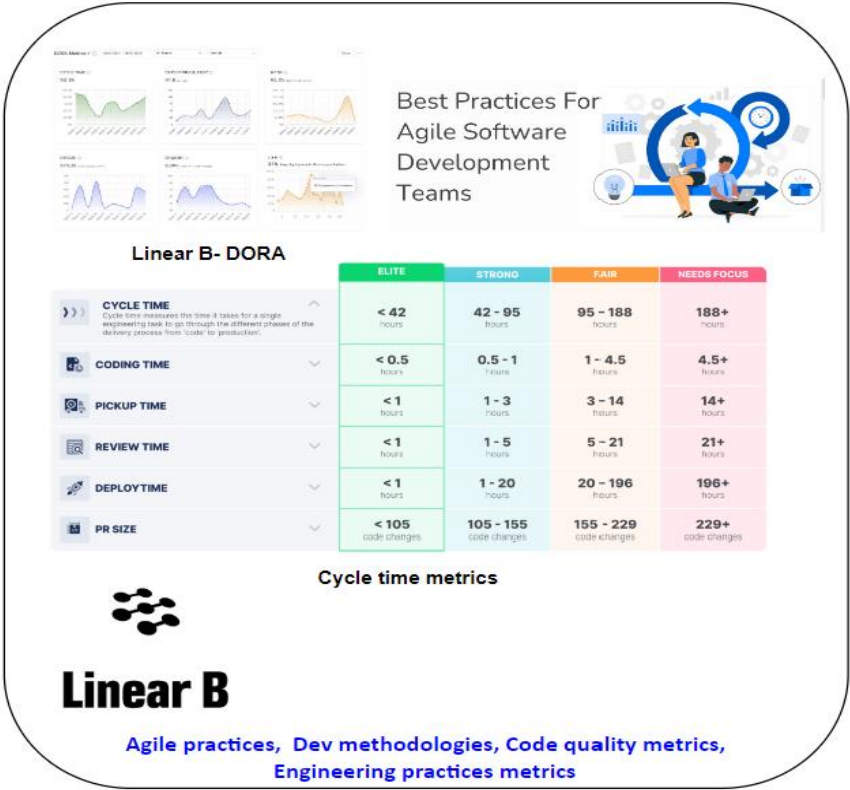 DORA Metrics
CYCLE TIME
Best Practices For
Agile Software
Development
Teams
Linear B- DORA
ELITE STRONG FAIR NEEDS FOCUS
CYCLE TIME
Cycle time measures the time it takes for a single
engineering task to go through the different phases of the
delivery process from 'code' to 'production'.
< 42 42 - 95 95 – 188 188+
hours hours hours hours
CODING TIME < 0.5 0.5 - 1 1 - 4.5 4.5+
hours hours hours hours
PICKUP TIME < 1 1 - 3 3 – 14 14+
hours hours hours hours
REVIEW TIME < 1 1 - 5 5 – 21 21+
hours hours hours hours
DEPLOYTIME < 1 1 - 20 20 – 196 196+
hours hours hours hours
PR SIZE < 105 105 - 155 155 - 229 229+
code changes code changes code changes code changes
Cycle time metrics
Linear B
Agile practices, Dev methodologies, Code quality metrics,
Engineering practices metrics